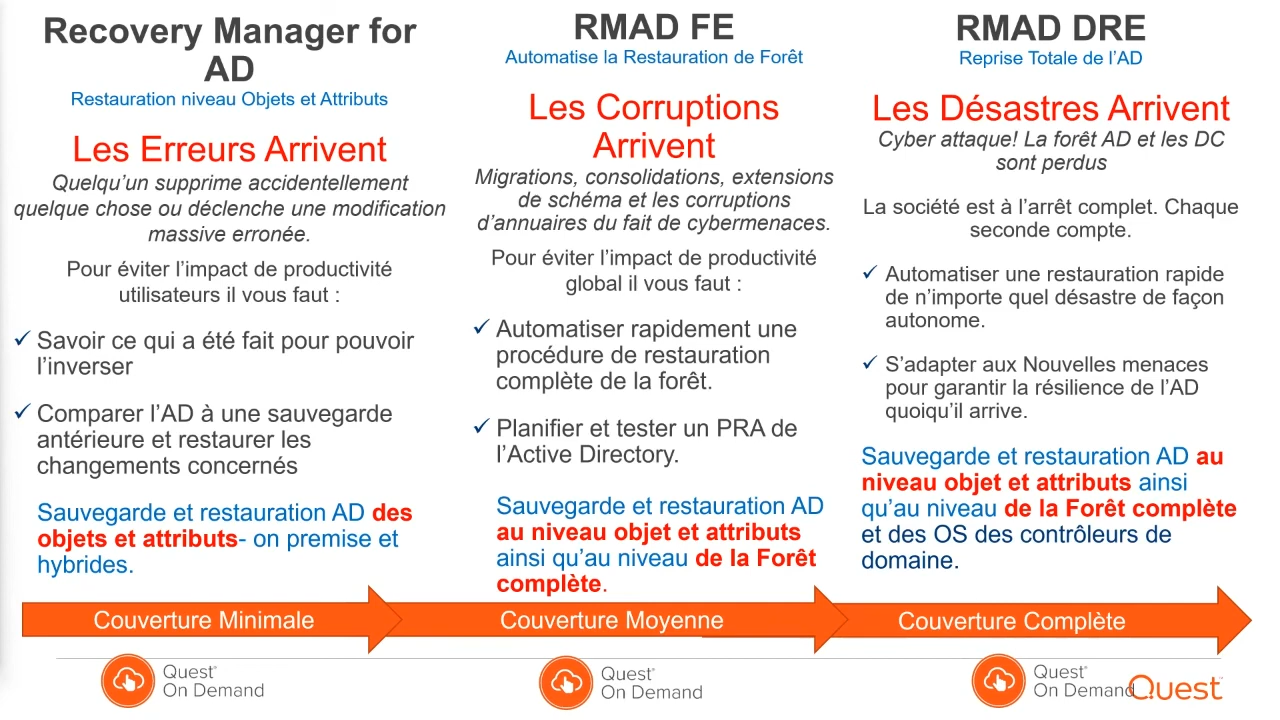 Recovery Manager for
AD
Restauration niveau Objets et Attributs
Les Erreurs Arrivent
Quelqu’un supprime accidentellement
quelque chose ou déclenche une modification
massive erronée.
Pour éviter l’impact de productivité
utilisateurs il vous faut :
✓ Savoir ce qui a été fait pour pouvoir
l’inverser
✓ Comparer l’AD à une sauvegarde
antérieure et restaurer les
changements concernés
Sauvegarde et restauration AD des
objets et attributs- on premise et
hybrides.
Couverture Minimale
Quest
On Demand
RMAD FE
Automatise la Restauration de Forêt
Les Corruptions
Arrivent
Migrations, consolidations, extensions
de schéma et les corruptions
d’annuaires du fait de cybermenaces.
Pour éviter l’impact de productivité
global il vous faut :
✓ Automatiser rapidement une
procédure de restauration
complète de la forêt.
✓ Planifier et tester un PRA de
l’Active Directory.
Sauvegarde et restauration AD
au niveau objet et attributs
ainsi qu’au niveau de la Forêt
complète.
Couverture Moyenne
Quest
On Demand
RMAD DRE
Reprise Totale de l’AD
Les Désastres Arrivent
Cyber attaque! La forêt AD et les DC
sont perdus
La société est à l’arrêt complet. Chaque
seconde compte.
✓ Automatiser une restauration rapide
de n’importe quel désastre de façon
autonome.
✓ S’adapter aux Nouvelles menaces
pour garantir la résilience de l’AD
quoiqu’il arrive.
Sauvegarde et restauration AD au
niveau objet et attributs ainsi
qu’au niveau de la Forêt complète
et des OS des contrôleurs de
domaine.
Couverture Complète
Quest
On Demand
Quest